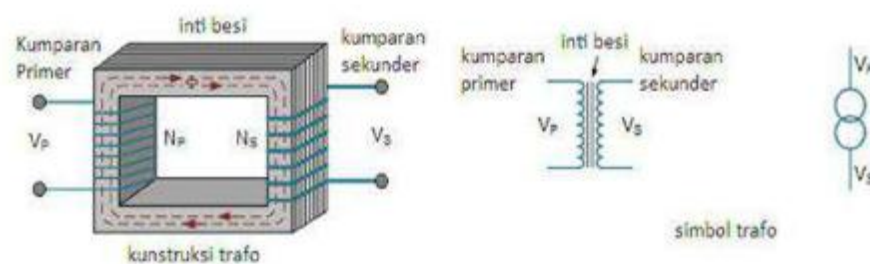 inti besi
Kumparan
Primer
kumparan
sekunder
Φ
VP
NP
NS
VS
kunstruksi trafo
kumparan
primer
inti besi
kumparan
sekunder
VP
VS
simbol trafo